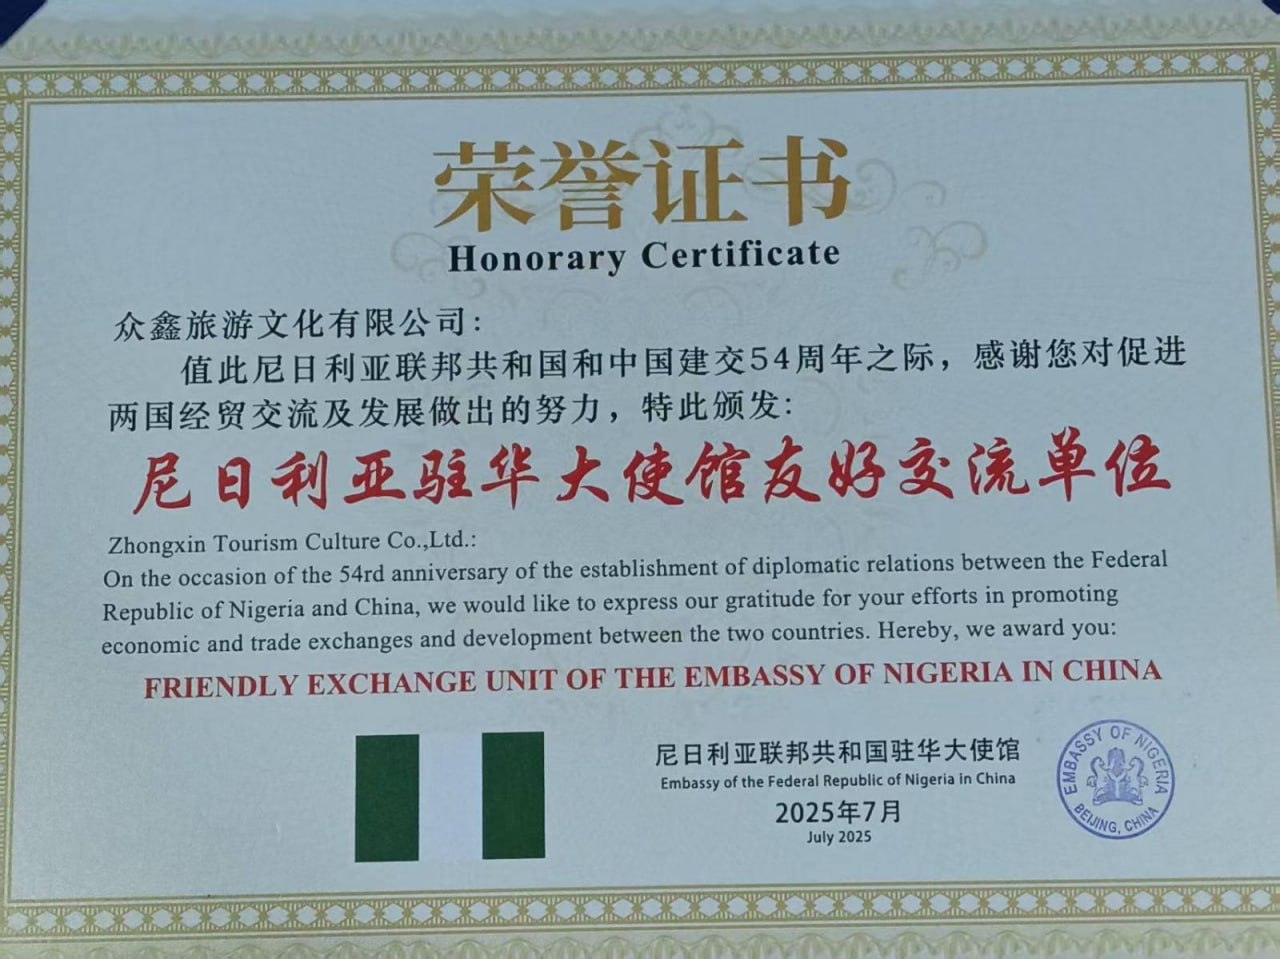 荣誉证书
Honorary Certificate
众鑫旅游文化有限公司:
值此尼日利亚联邦共和国和中国建交54周年之际，感谢您对促进
两国经贸交流及发展做出的努力，特此颁发:
尼日利亚驻华大使馆友好交流单位
Zhongxin Tourism Culture Co.,Ltd.:
On the occasion of the 54rd anniversary of the establishment of diplomatic relations between the Federal
Republic of Nigeria and China, we would like to express our gratitude for your efforts in promoting
economic and trade exchanges and development between the two countries. Hereby, we award you:
FRIENDLY EXCHANGE UNIT OF THE EMBASSY OF NIGERIA IN CHINA
尼日利亚联邦共和国驻华大使馆
Embassy of the Federal Republic of Nigeria in China
2025年7月
July 2025
EMBASSY OF NIGERIA
BEIJING, CHINA